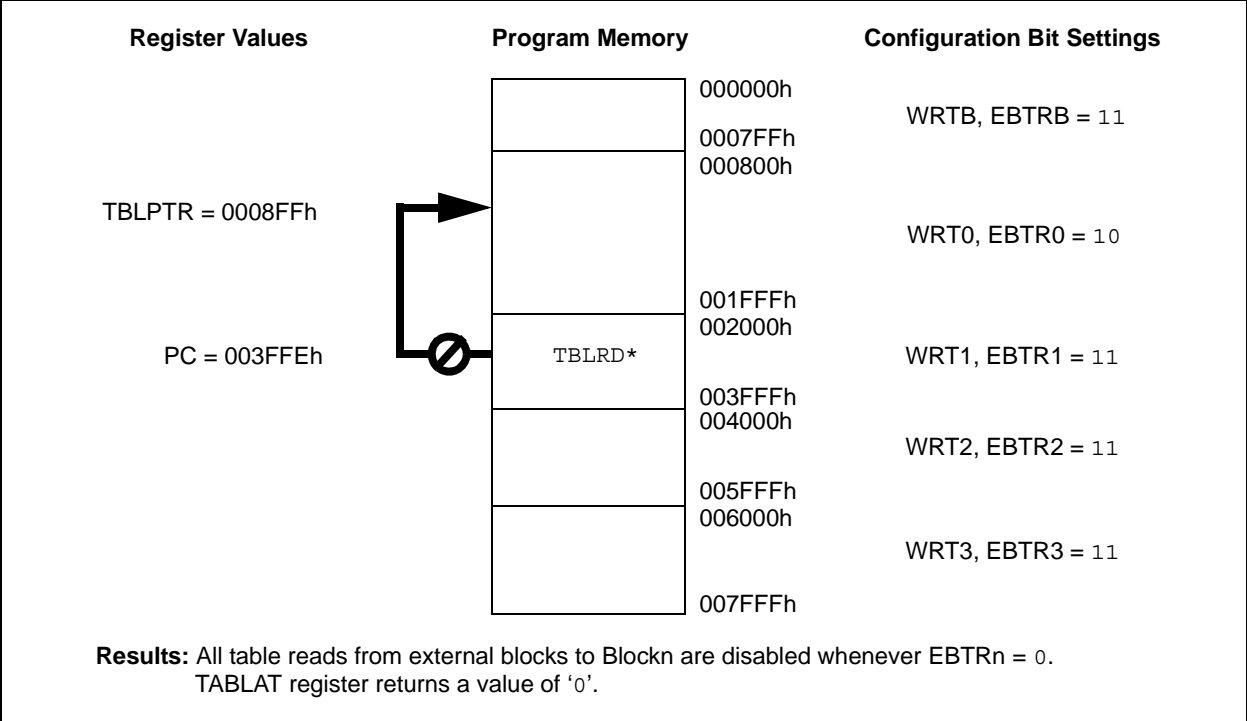 Register Values Program Memory Configuration Bit Settings
000000h
WRTB, EBTRB = 11
0007FFh
000800h
TBLPTR = 0008FFh
WRT0, EBTR0 = 10
001FFFh
002000h
PC = 003FFEh TBLRD* WRT1, EBTR1 = 11
003FFFh
004000h
WRT2, EBTR2 = 11
005FFFh
006000h
WRT3, EBTR3 = 11
007FFFh
Results: All table reads from external blocks to Blockn are disabled whenever EBTRn = 0.
TABLAT register returns a value of ‘0’.